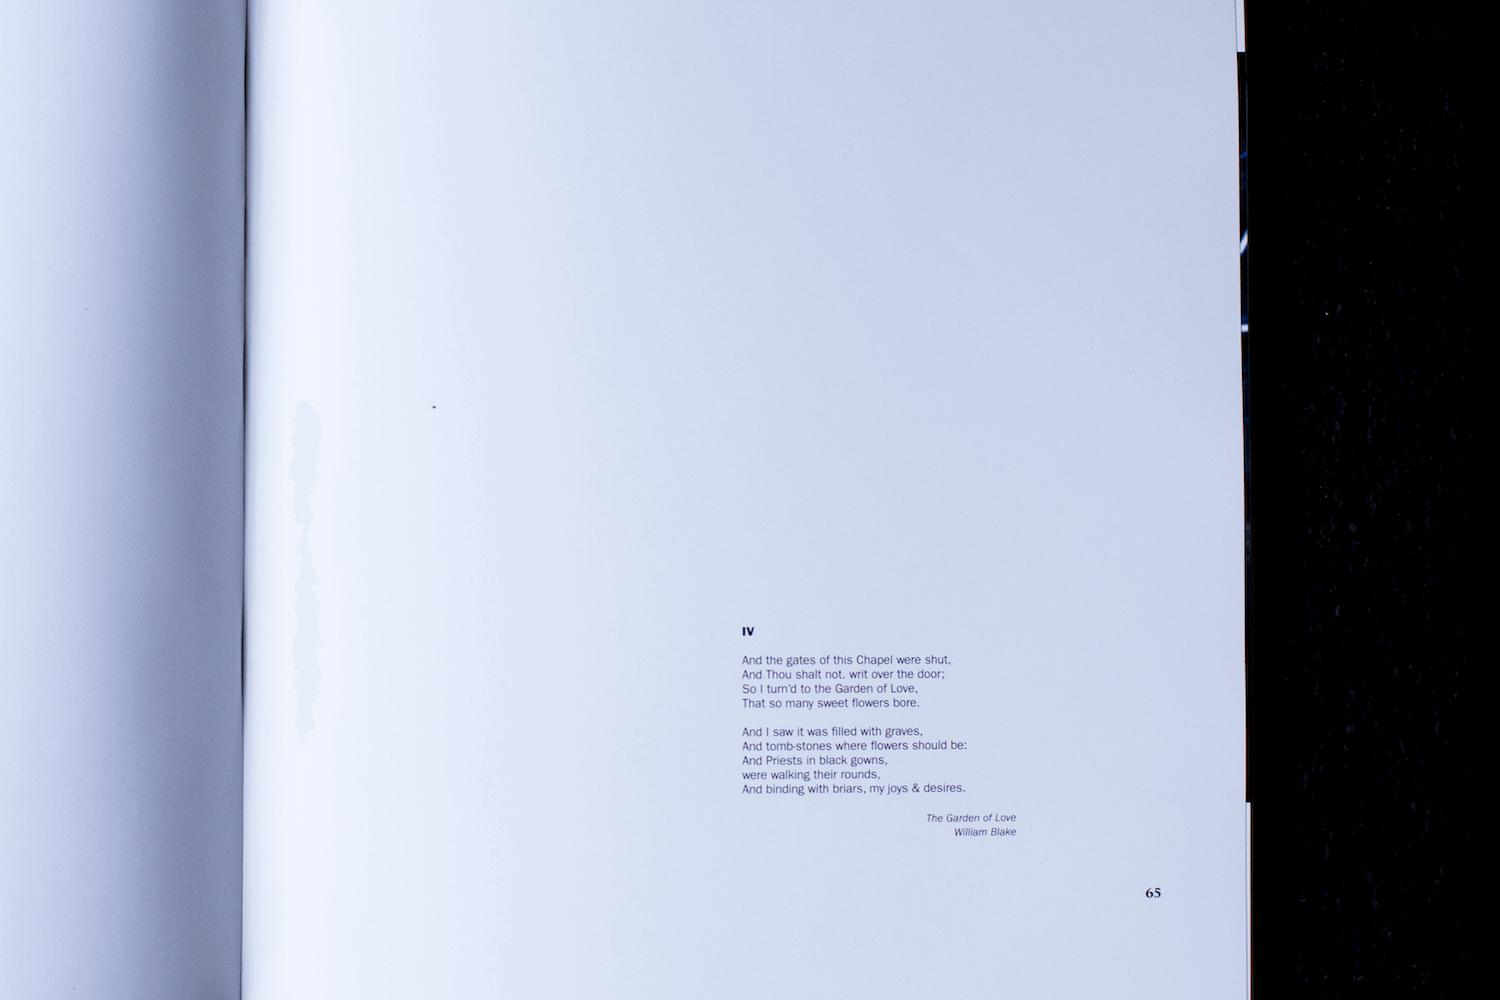 IV
And the gates of this Chapel were shut,
And Thou shalt not. writ over the door;
So I turn'd to the Garden of Love,
That so many sweet flowers bore.
And I saw it was filled with graves,
And tomb-stones where flowers should be:
And Priests in black gowns,
were walking their rounds,
And binding with briars, my joys & desires.
The Garden of Love
William Blake
65